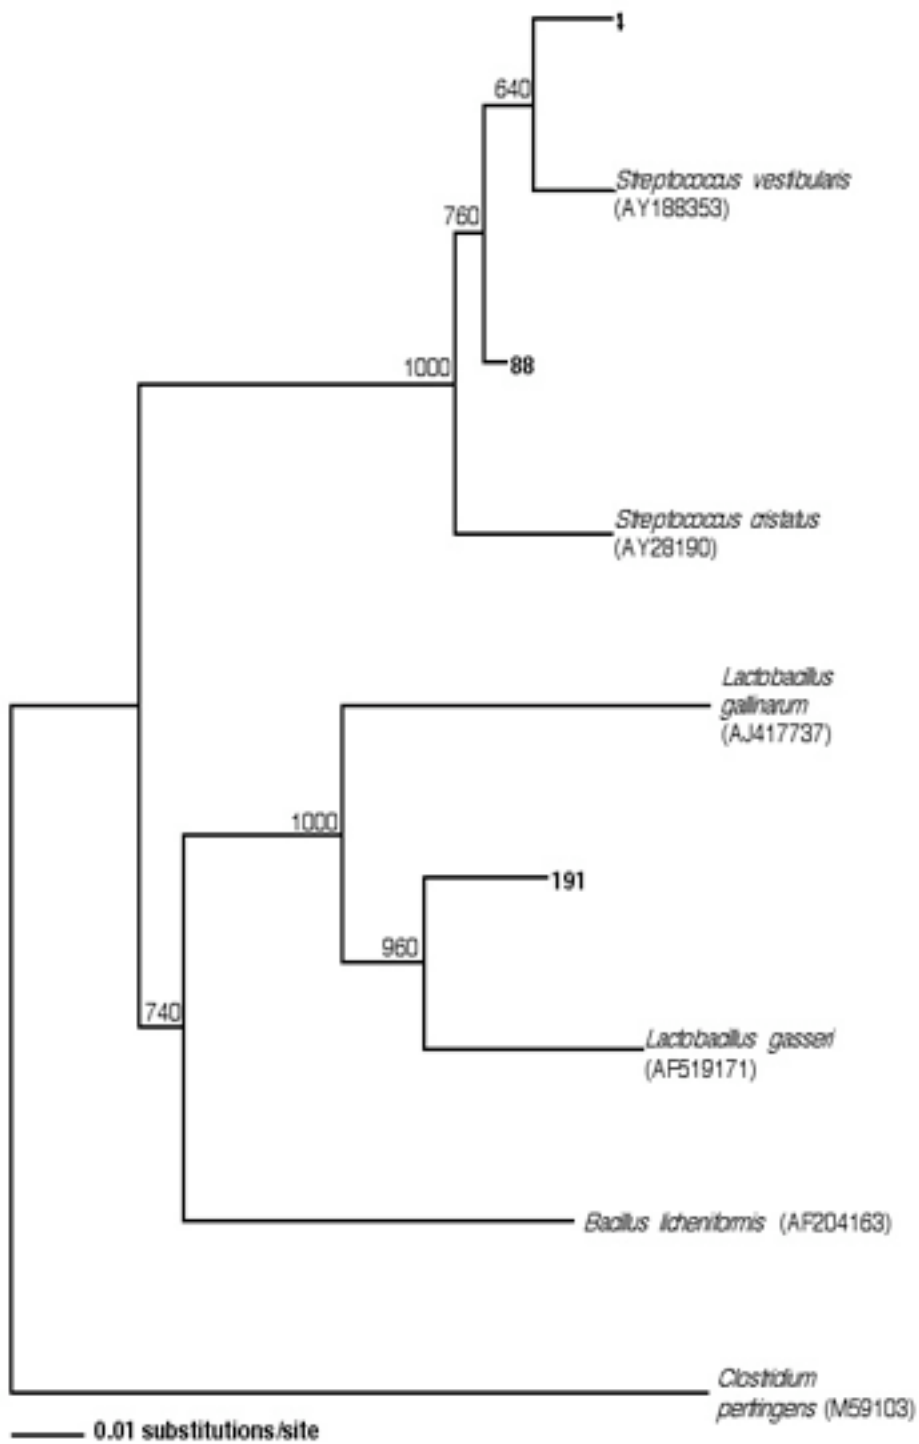 640
Streptococcus vestibularis
(AY188353)
760
1000
88
Streptococcus cristatus
(AY28190)
Lactobacillus
gallinarum
(AJ417737)
1000
191
960
740
Lactobacillus gasseri
(AF519171)
Bacillus licheniformis (AF204163)
Clostridium
perfringens (M59103)
0.01 substitutions/site